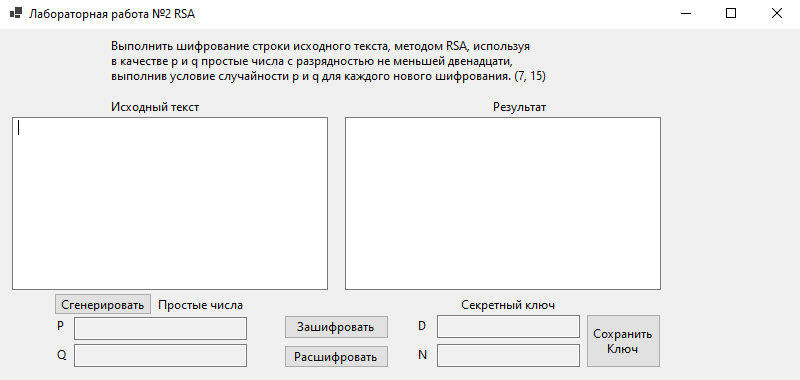 Лабораторная работа №2 RSA
Выполнить шифрование строки исходного текста, методом RSA, используя
в качестве p и q простые числа с разрядностью не меньшей двенадцати,
выполнив условие случайности p и q для каждого нового шифрования. (7, 15)
Исходный текст
Результат
Сгенерировать
Простые числа
Секретный ключ
P
Зашифровать
D
Сохранить
Ключ
Q
Расшифровать
N